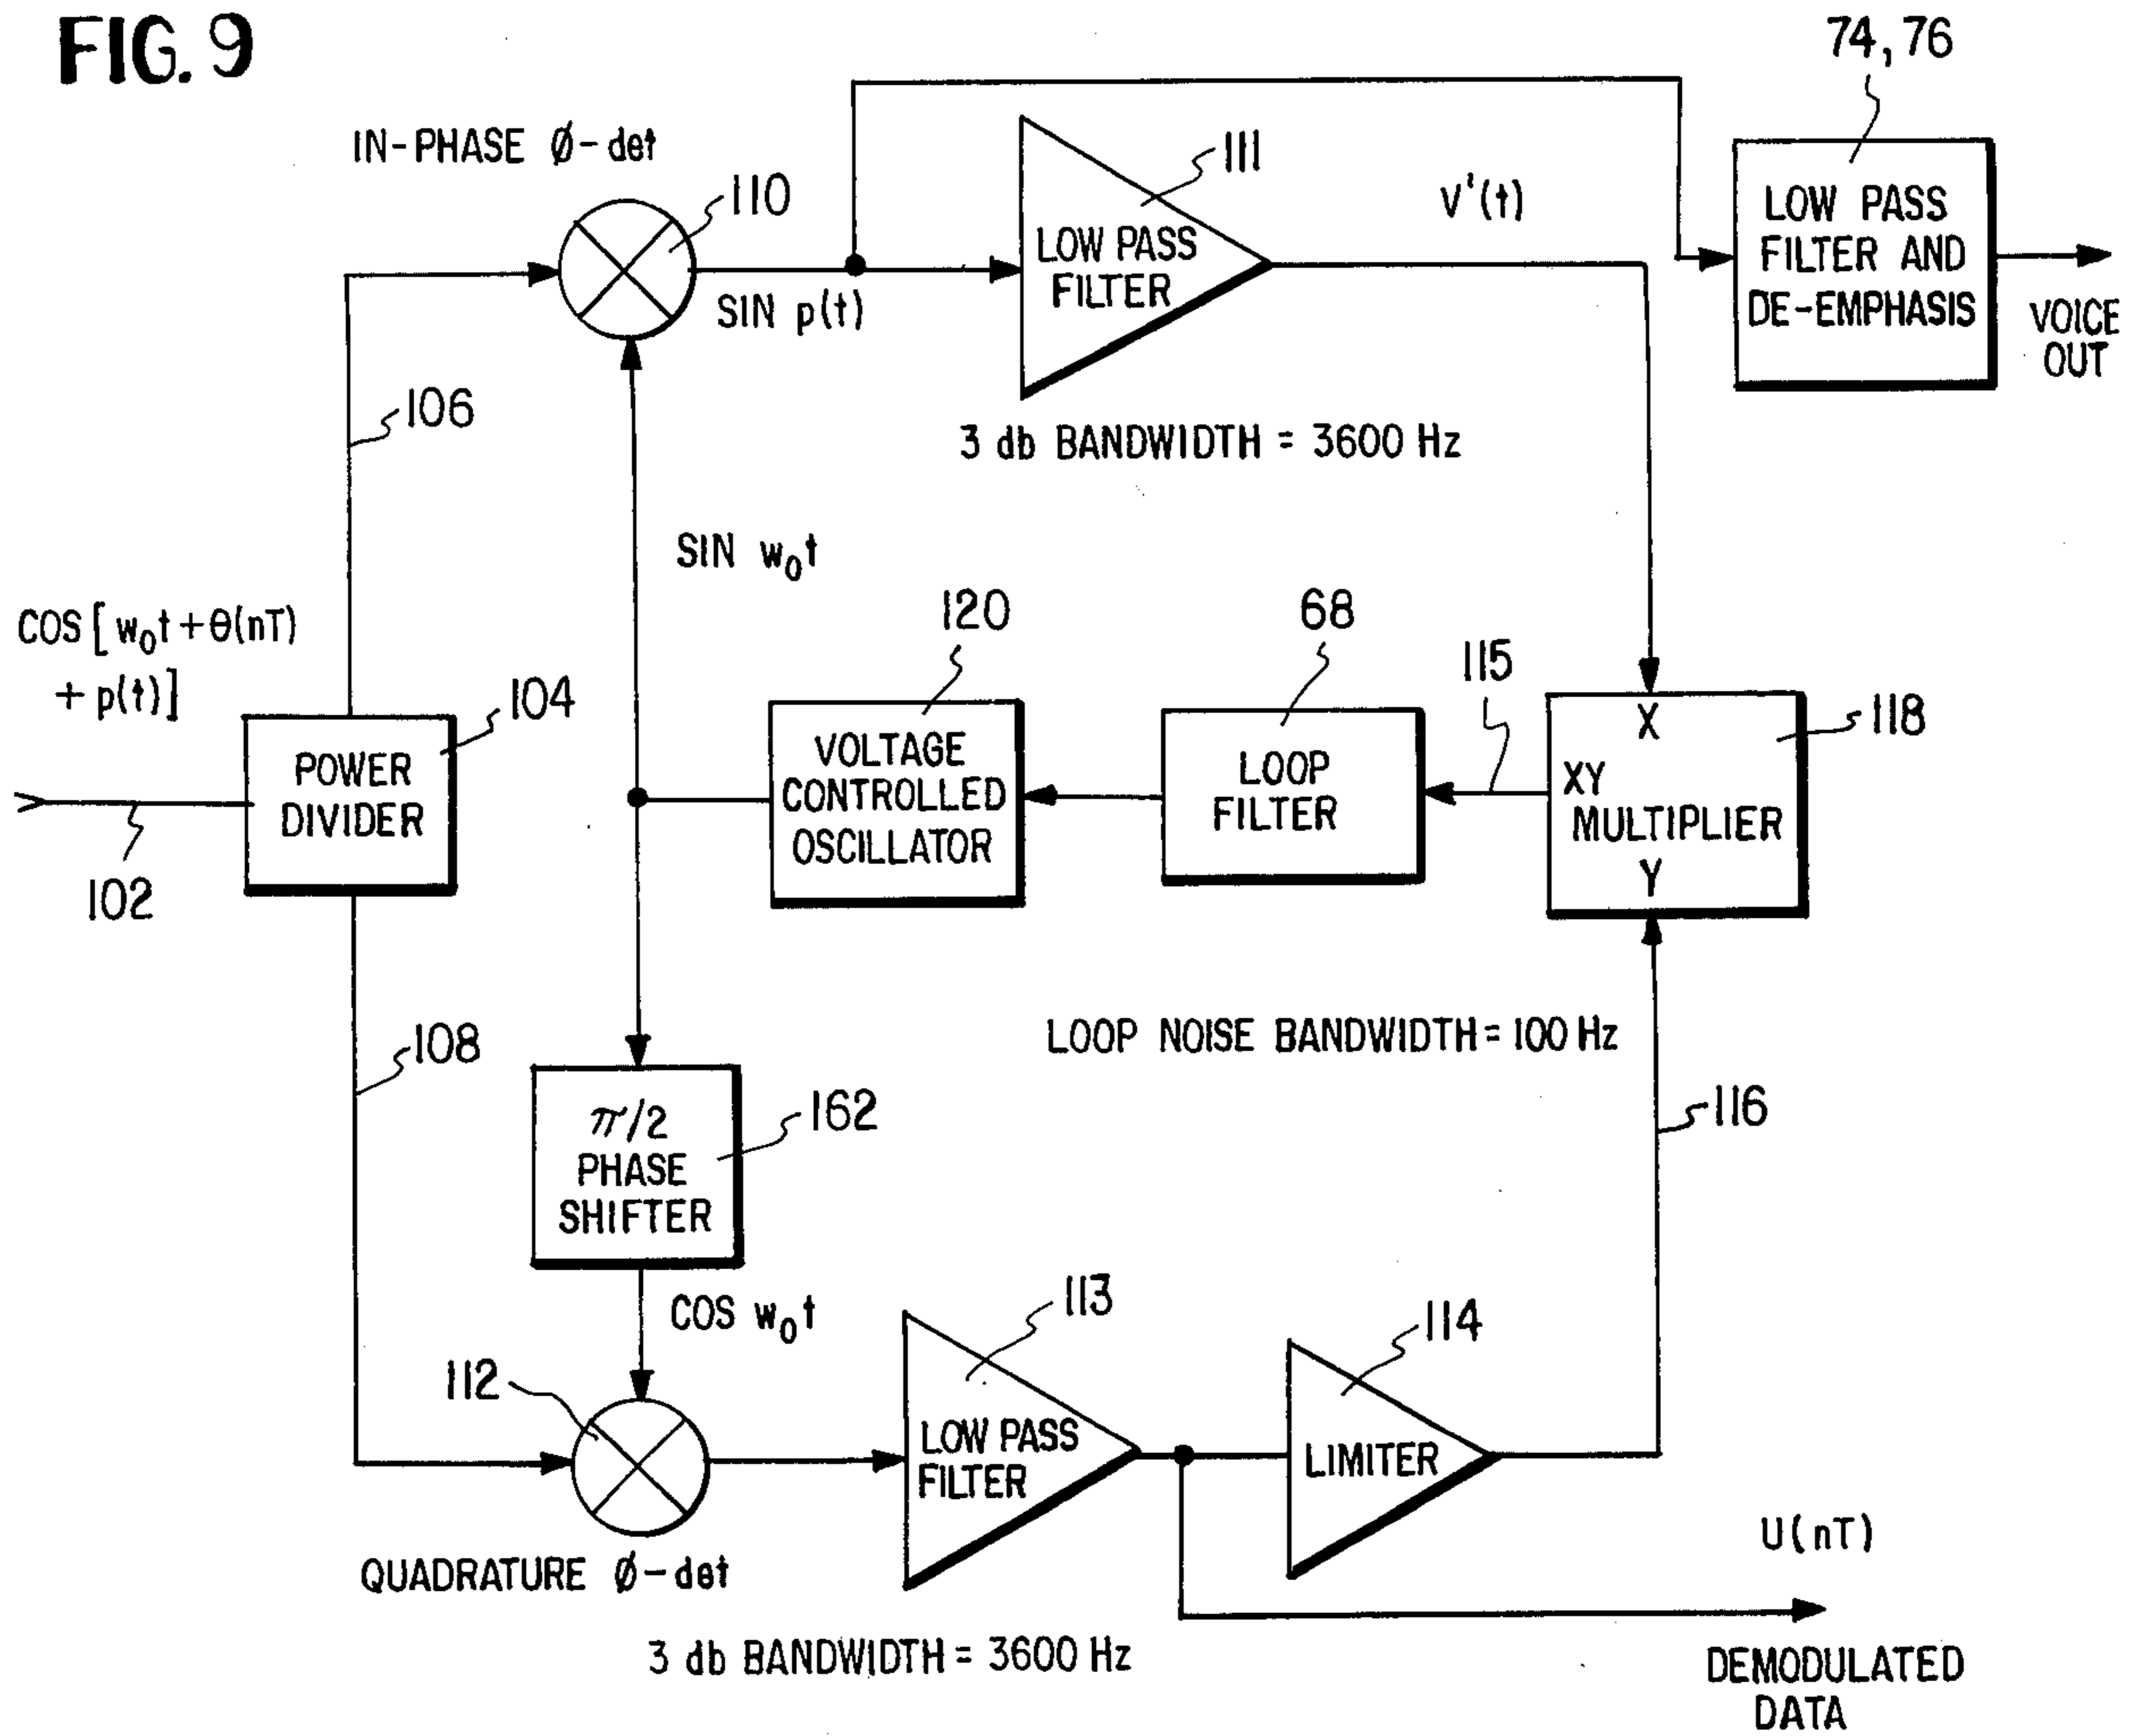 FIG. 9
74, 76
IN-PHASE ϕ-det
110
111
V'(t)
LOW PASS
FILTER AND
DE-EMPHASIS
VOICE
OUT
LOW PASS
FILTER
SIN p(t)
106
3 db BANDWIDTH = 3600 Hz
SIN w₀t
COS [w₀t + θ(nT)
+ p(t)]
104
POWER
DIVIDER
102
120
VOLTAGE
CONTROLLED
OSCILLATOR
68
LOOP
FILTER
115
118
X
XY
MULTIPLIER
Y
LOOP NOISE BANDWIDTH = 100 Hz
108
116
π/2
PHASE
SHIFTER
162
COS w₀t
112
113
LOW PASS
FILTER
114
LIMITER
QUADRATURE ϕ-det
3 db BANDWIDTH = 3600 Hz
U(nT)
DEMODULATED
DATA